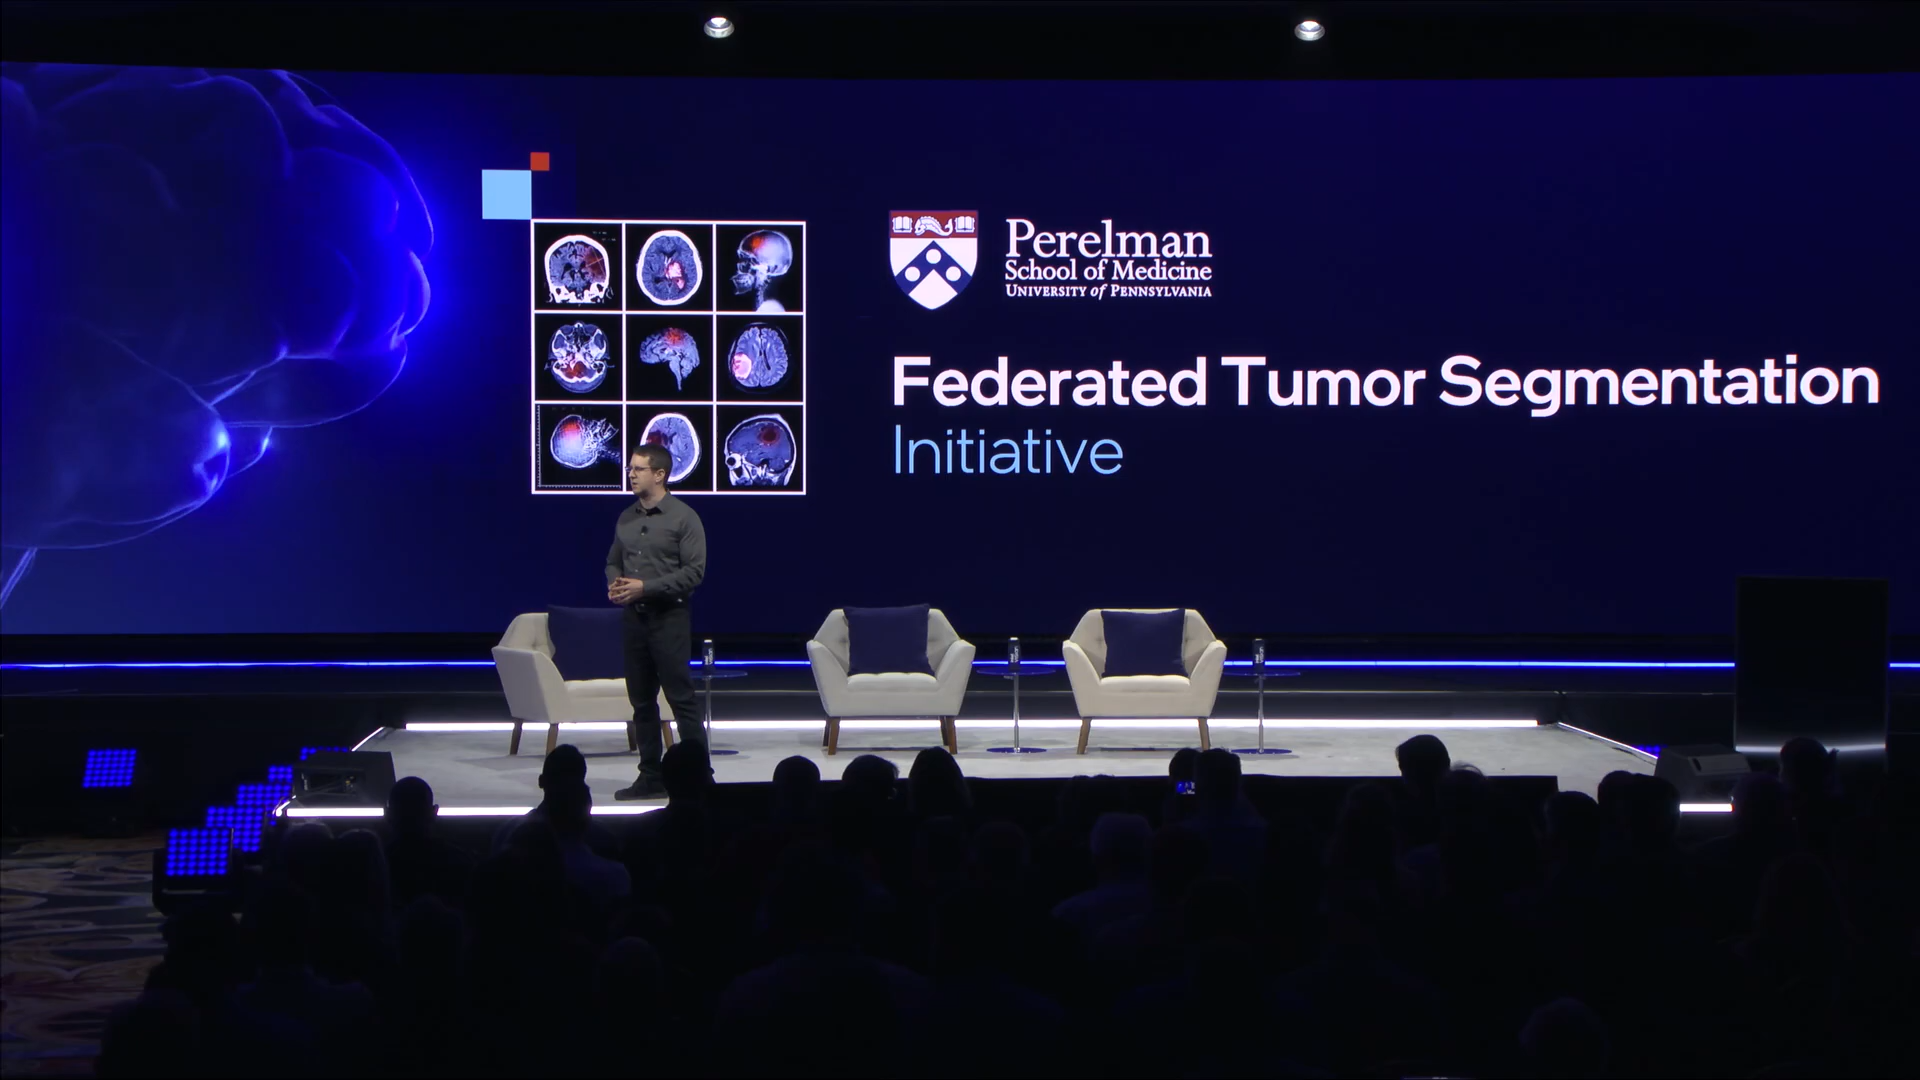 Perelman
School of Medicine
UNIVERSITY of PENNSYLVANIA
Federated Tumor Segmentation
Initiative